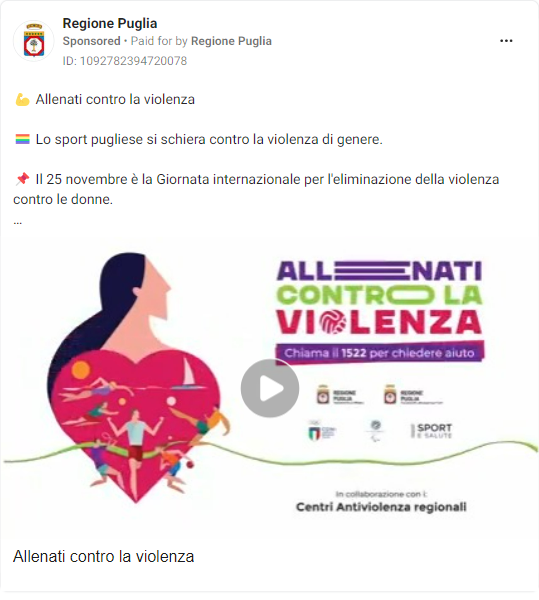 Regione Puglia
Sponsored • Paid for by Regione Puglia
ID: 1092782394720078
💪 Allenati contro la violenza
🏳️‍🌈 Lo sport pugliese si schiera contro la violenza di genere.
📌 Il 25 novembre è la Giornata internazionale per l'eliminazione della violenza
contro le donne.
...
ALLENATI
CONTRO LA
VIOLENZA
Chiama il 1522 per chiedere aiuto
REGIONE
PUGLIA
REGIONE
PUGLIA
SPORT
E SALUTE
In collaborazione con i:
Centri Antiviolenza regionali
Allenati contro la violenza